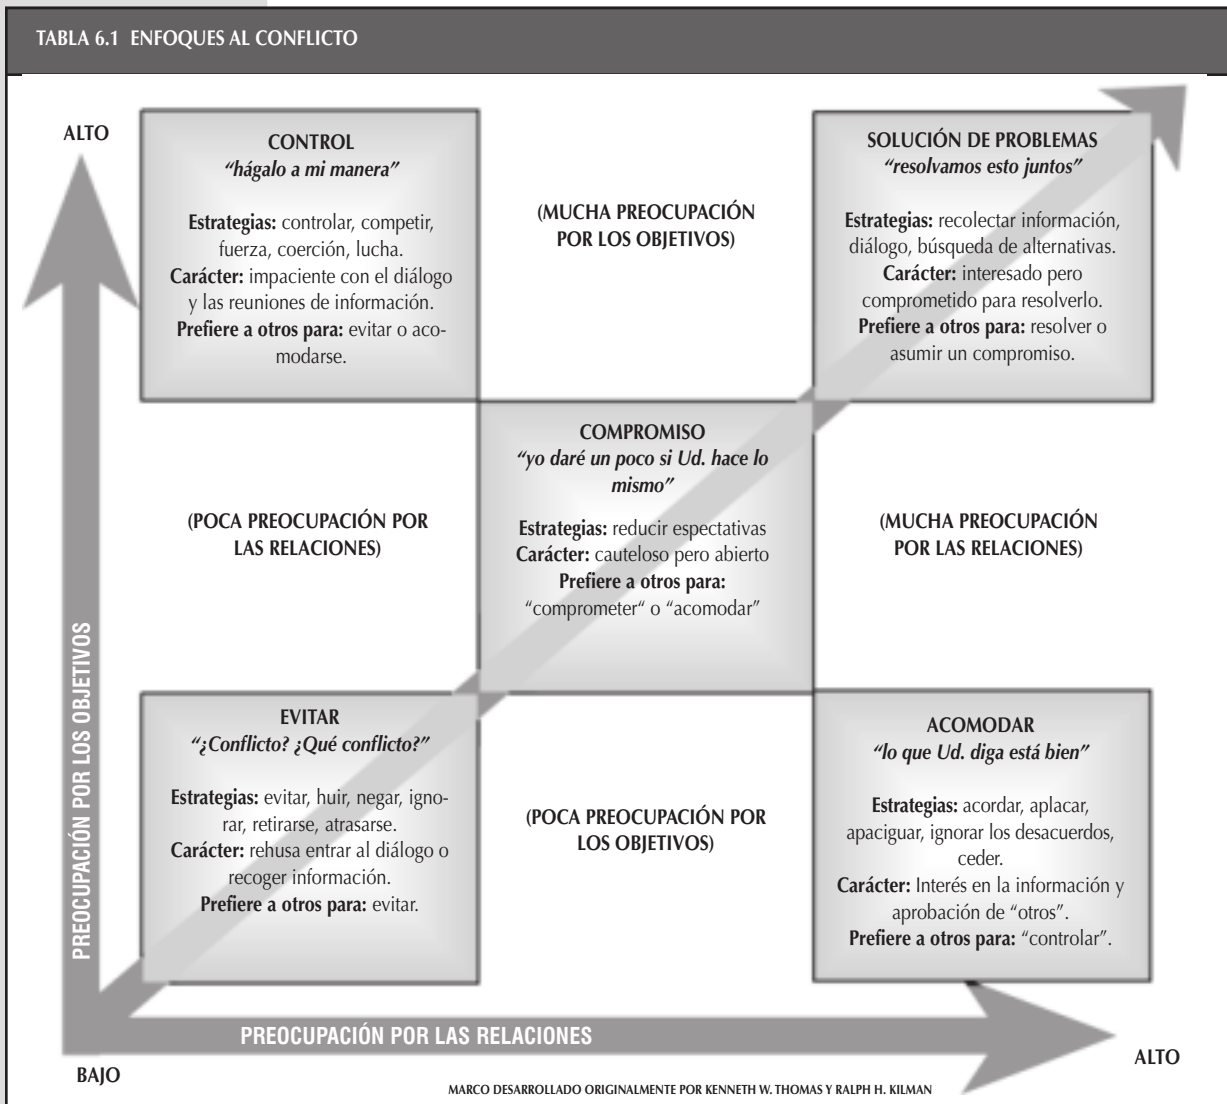 TABLA 6.1 ENFOQUES AL CONFLICTO
ALTO
CONTROL
“hágalo a mi manera”
Estrategias: controlar, competir,
fuerza, coerción, lucha.
Carácter: impaciente con el diálogo
y las reuniones de información.
Prefiere a otros para: evitar o aco-
modarse.
(MUCHA PREOCUPACIÓN
POR LOS OBJETIVOS)
SOLUCIÓN DE PROBLEMAS
“resolvamos esto juntos”
Estrategias: recolectar información,
diálogo, búsqueda de alternativas.
Carácter: interesado pero
comprometido para resolverlo.
Prefiere a otros para: resolver o
asumir un compromiso.
(POCA PREOCUPACIÓN POR
LAS RELACIONES)
COMPROMISO
“yo daré un poco si Ud. hace lo
mismo”
Estrategias: reducir espectativas
Carácter: cauteloso pero abierto
Prefiere a otros para:
“comprometer“ o “acomodar”
(MUCHA PREOCUPACIÓN
POR LAS RELACIONES)
PREOCUPACIÓN POR LOS OBJETIVOS
EVITAR
“¿Conflicto? ¿Qué conflicto?”
Estrategias: evitar, huir, negar, igno-
rar, retirarse, atrasarse.
Carácter: rehusa entrar al diálogo o
recoger información.
Prefiere a otros para: evitar.
(POCA PREOCUPACIÓN POR
LOS OBJETIVOS)
ACOMODAR
“lo que Ud. diga está bien”
Estrategias: acordar, aplacar,
apaciguar, ignorar los desacuerdos,
ceder.
Carácter: Interés en la información y
aprobación de “otros”.
Prefiere a otros para: “controlar”.
PREOCUPACIÓN POR LAS RELACIONES
BAJO
ALTO
MARCO DESARROLLADO ORIGINALMENTE POR KENNETH W. THOMAS Y RALPH H. KILMAN